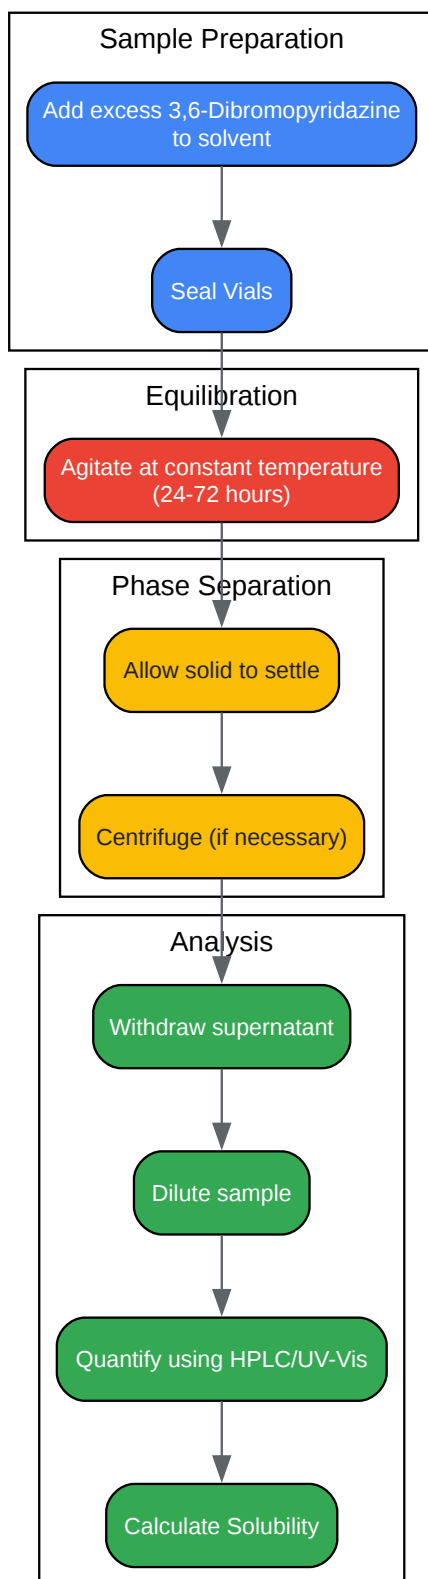 Sample Preparation
Add excess 3,6-Dibromopyridazine
to solvent
Seal Vials
Equilibration
Agitate at constant temperature
(24-72 hours)
Phase Separation
Allow solid to settle
Centrifuge (if necessary)
Analysis
Withdraw supernatant
Dilute sample
Quantify using HPLC/UV-Vis
Calculate Solubility